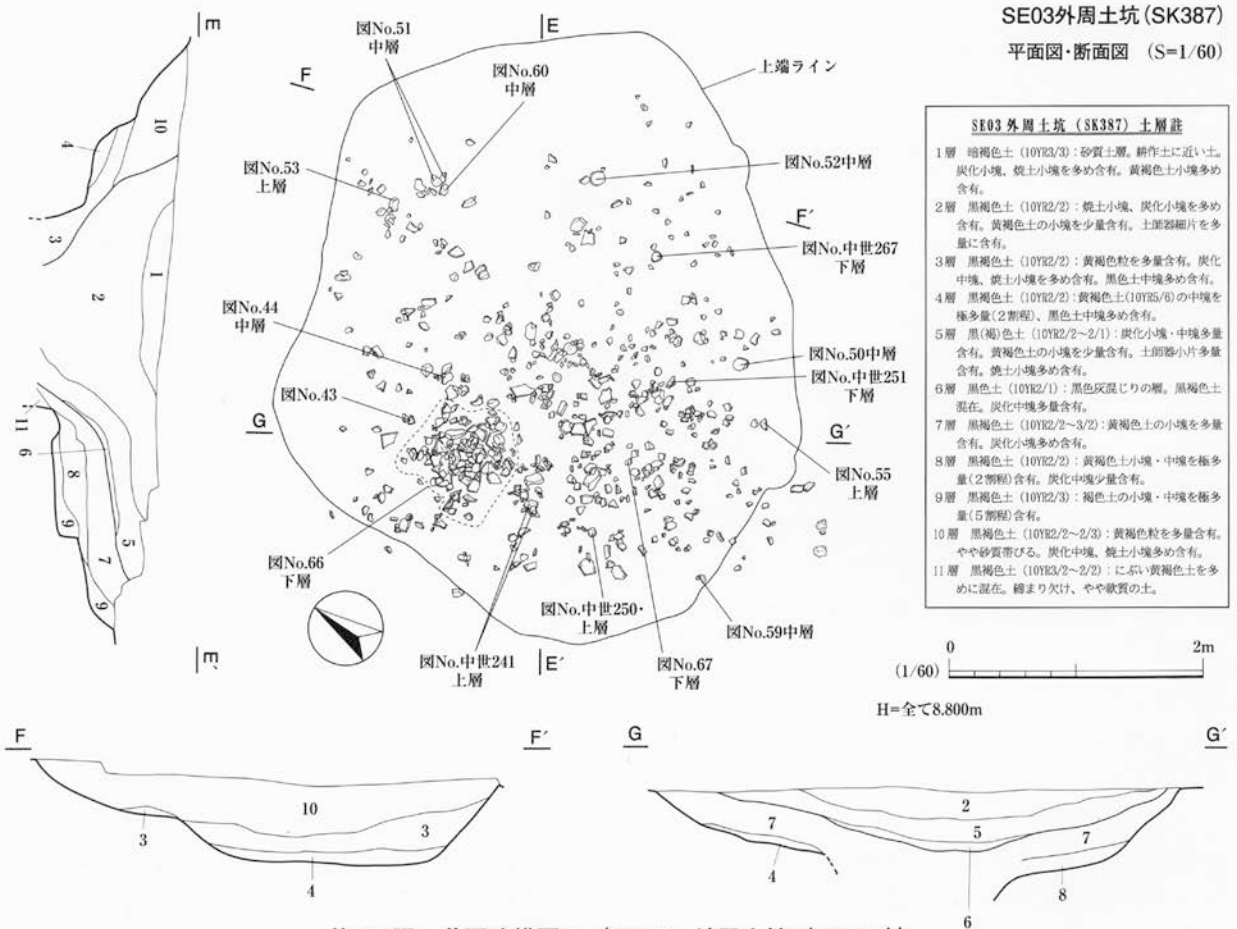 SE03外周土坑(SK387)
平面図・断面図 (S=1/60)
E
E
F
図No.51
中層
図No.60
中層
上端ライン
図No.53
上層
図No.52中層
F′
図No.中世267
下層
図No.44
中層
図No.50中層
図No.中世251
下層
図No.43
G
G′
図No.55
上層
図No.66
下層
図No.中世250・
上層
図No.59中層
図No.中世241
上層
E′
図No.67
下層
E′
10
4
3
1
2
11
6
8
9
5
7
9
SE03外周土坑(SK387)土層註
1層 暗褐色土(10YR3/3):砂質土層。耕作土に近い土。
炭化小塊、焼土小塊を多め含有。黄褐色土小塊多め
含有。
2層 黒褐色土(10YR2/2):焼土小塊、炭化小塊を多め
含有。黄褐色土の小塊を少量含有。土師器細片を多
量に含有。
3層 黒褐色土(10YR2/2):黄褐色粒を多量含有。炭化
中塊、焼土小塊を多め含有。黒色土中塊多め含有。
4層 黒褐色土(10YR2/2):黄褐色土(10YR5/6)の中塊を
極多量(2割程)、黒色土中塊多め含有。
5層 黒(褐)色土(10YR2/2~2/1):炭化小塊・中塊多量
含有。黄褐色土の小塊を少量含有。土師器小片多量
含有。焼土小塊多め含有。
6層 黒色土(10YR2/1):黒色灰混じりの層。黒褐色土
混在。炭化中塊多量含有。
7層 黒褐色土(10YR2/2~3/2):黄褐色土の小塊を多量
含有。炭化小塊多め含有。
8層 黒褐色土(10YR2/2):黄褐色土小塊・中塊を極多
量(2割程)含有。炭化中塊少量含有。
9層 黒褐色土(10YR2/3):褐色土の小塊・中塊を極多
量(5割程)含有。
10層 黒褐色土(10YR2/2~2/3):黄褐色粒を多量含有。
やや砂質帯びる。炭化中塊、焼土小塊多め含有。
11層 黒褐色土(10YR3/2~2/2):にぶい黄褐色土を多
めに混在。締まり欠け、やや軟質の土。
0 2m
(1/60)
H=全て8.800m
F F′
10
3 3
4
G G′
2
7 5 7
4 6 8